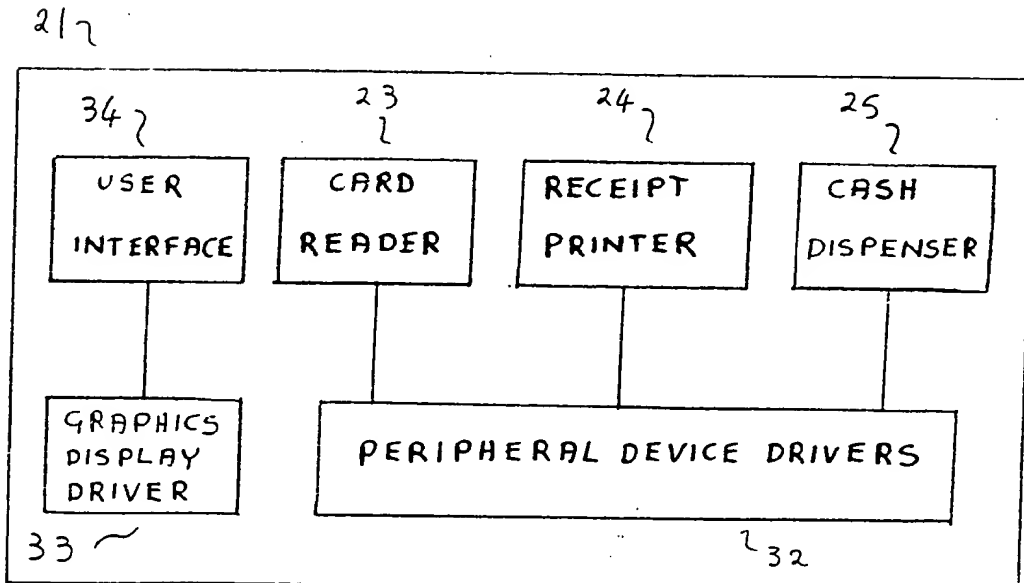 21
34
23
24
25
USER
INTERFACE
CARD
READER
RECEIPT
PRINTER
CASH
DISPENSER
GRAPHICS
DISPLAY
DRIVER
PERIPHERAL DEVICE DRIVERS
33
32